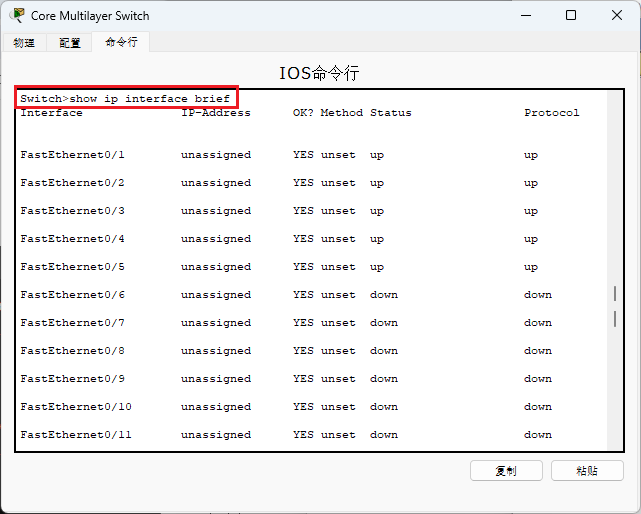 Core Multilayer Switch
物理 配置 命令行
IOS命令行
Switch>show ip interface brief
Interface IP-Address OK? Method Status Protocol
FastEthernet0/1 unassigned YES unset up up
FastEthernet0/2 unassigned YES unset up up
FastEthernet0/3 unassigned YES unset up up
FastEthernet0/4 unassigned YES unset up up
FastEthernet0/5 unassigned YES unset up up
FastEthernet0/6 unassigned YES unset down down
FastEthernet0/7 unassigned YES unset down down
FastEthernet0/8 unassigned YES unset down down
FastEthernet0/9 unassigned YES unset down down
FastEthernet0/10 unassigned YES unset down down
FastEthernet0/11 unassigned YES unset down down
复制 粘贴